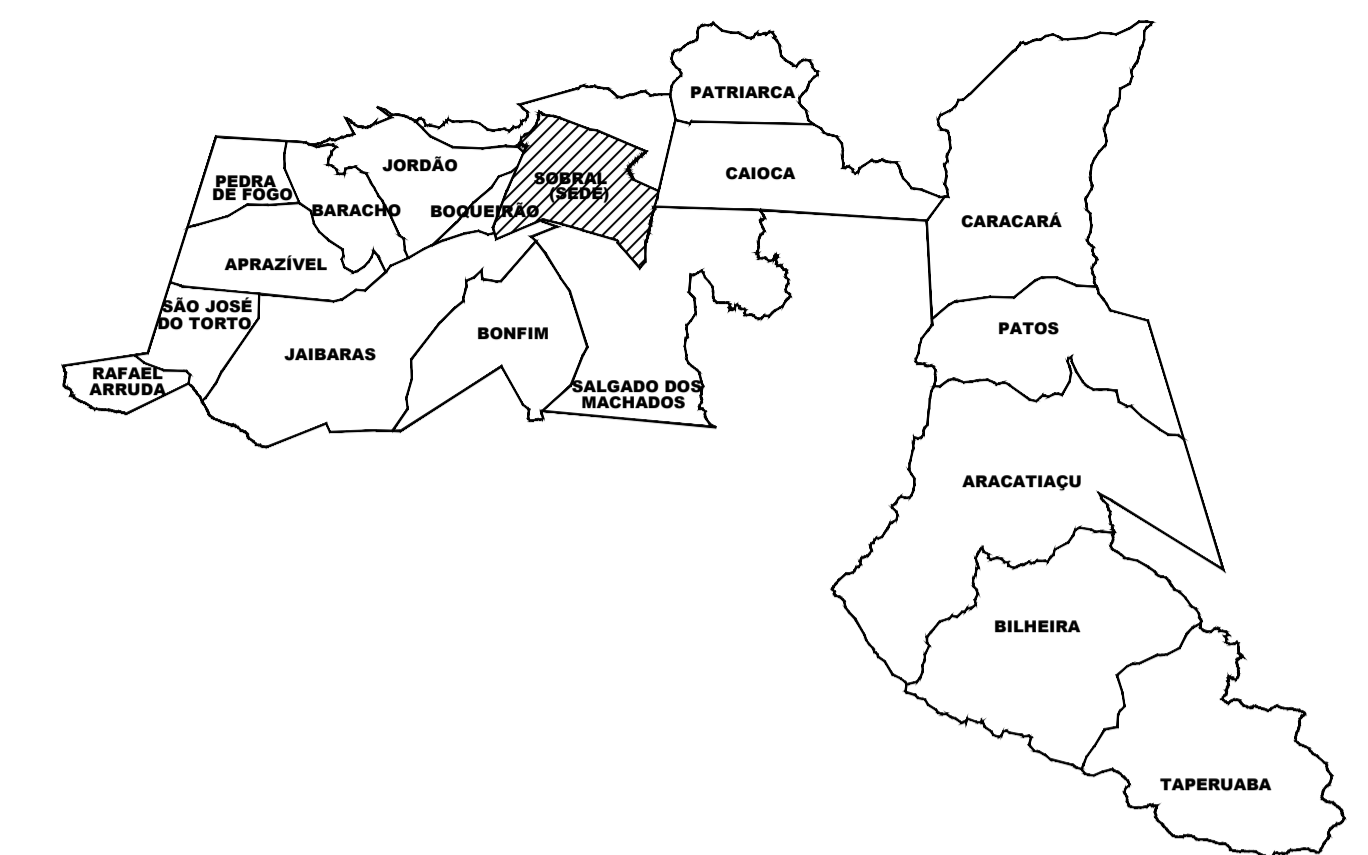 PATRIARCA
JORDÃO
CAIOCA
PEDRA
DE FOGO
SOBRAL
(SEDE)
BARACHO
BOQUEIRÃO
CARACARÁ
APRAZÍVEL
SÃO JOSÉ
DO TORTO
PATOS
BONFIM
JAIBARAS
RAFAEL
ARRUDA
SALGADO DOS
MACHADOS
ARACATIAÇU
BILHEIRA
TAPERUABA